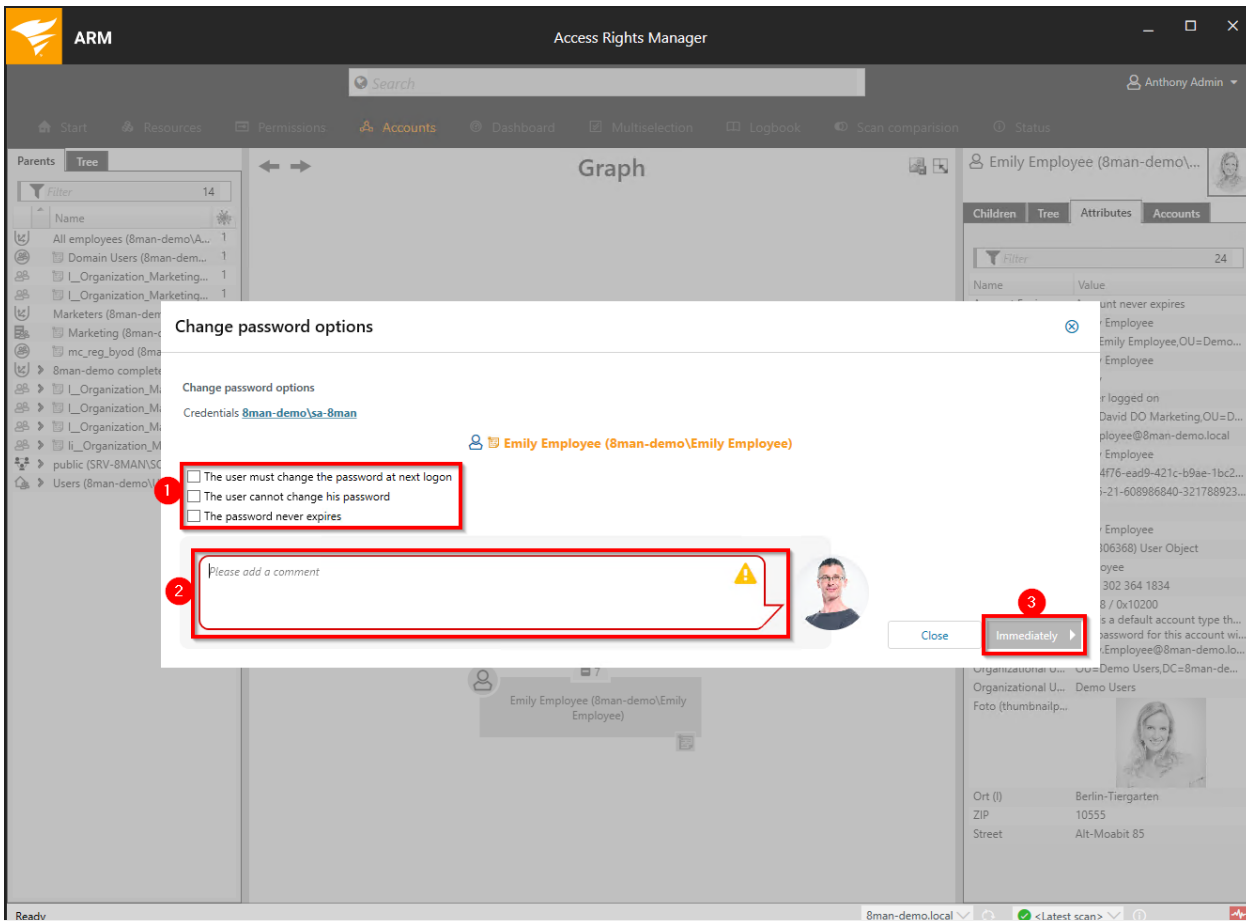 ARM
Access Rights Manager
Search
Anthony Admin
Start Resources Permissions Accounts Dashboard Multiselection Logbook Scan comparision Status
Parents Tree
Filter 14
Name
All employees (8man-demo\A... 1
Domain Users (8man-dem... 1
l__Organization_Marketing... 1
l__Organization_Marketing... 1
Marketers (8man-dem
Marketing (8man-d
mc_reg_byod (8ma
8man-demo complete
l__Organization_Ma
l__Organization_Ma
l__Organization_Ma
li__Organization_M
public (SRV-8MAN\SC
Users (8man-demo\U
Graph
Emily Employee (8man-demo\...
Children Tree Attributes Accounts
Filter 24
Name Value
unt never expires
Employee
Emily Employee,OU=Demo...
Employee
r logged on
David DO Marketing,OU=D...
ployee@8man-demo.local
Employee
4f76-ead9-421c-b9ae-1bc2...
5-21-608986840-321788923...
Employee
306368) User Object
oyee
302 364 1834
8 / 0x10200
s a default account type th...
password for this account wi...
.Employee@8man-demo.lo...
Organizational U... OU=Demo Users,DC=8man-de...
Organizational U... Demo Users
Foto (thumbnailp...
Ort (l) Berlin-Tiergarten
ZIP 10555
Street Alt-Moabit 85
Change password options
Change password options
Credentials 8man-demo\sa-8man
Emily Employee (8man-demo\Emily Employee)
1
The user must change the password at next logon
The user cannot change his password
The password never expires
2
Please add a comment
3
Close Immediately
7
Emily Employee (8man-demo\Emily
Employee)
Ready
8man-demo.local <Latest scan>